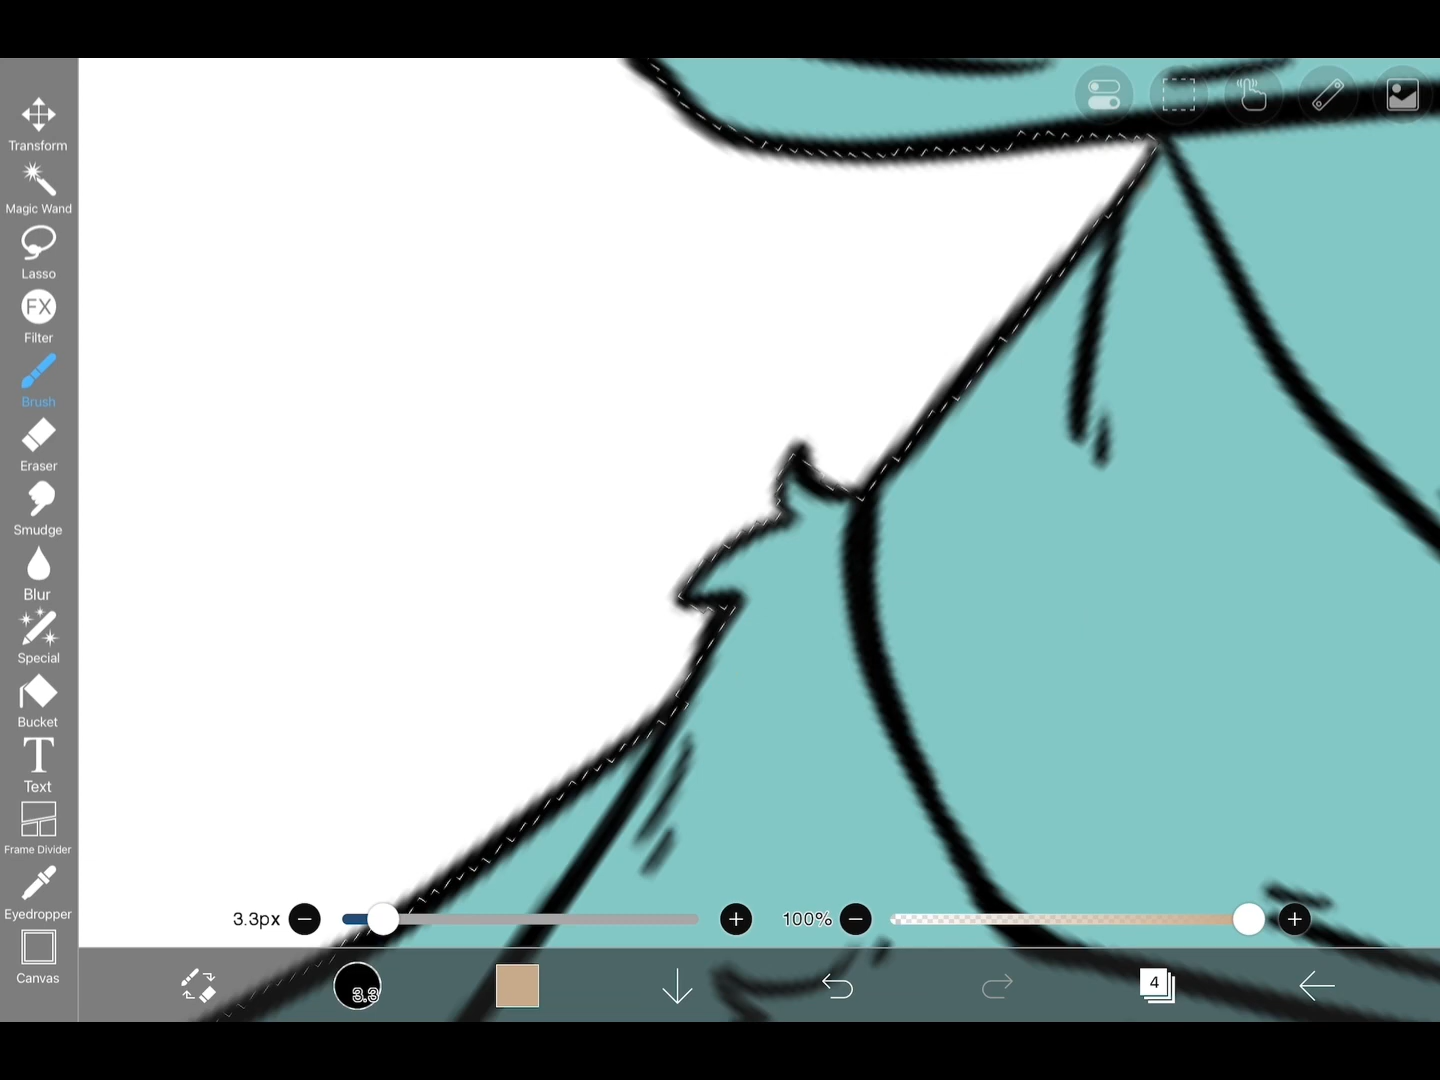 Transform
Magic Wand
Lasso
FX
Filter
Brush
Eraser
Smudge
Blur
Special
Bucket
T
Text
Frame Divider
Eyedropper
Canvas
3.3px
100%
3.3
4